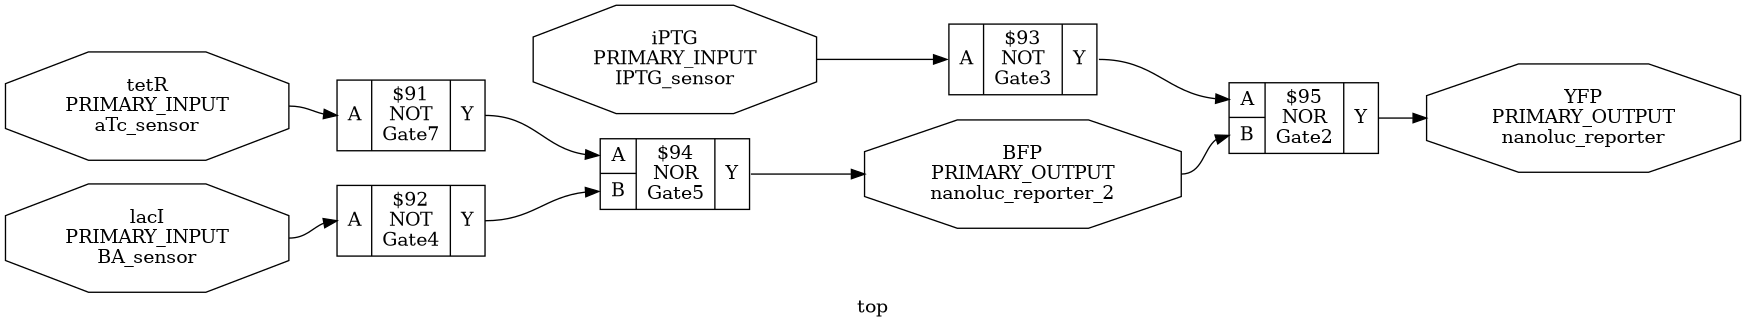 iPTG
PRIMARY_INPUT
IPTG_sensor
A
$93
NOT
Gate3
Y
tetR
PRIMARY_INPUT
aTc_sensor
A
$91
NOT
Gate7
Y
lacI
PRIMARY_INPUT
BA_sensor
A
$92
NOT
Gate4
Y
A
B
$94
NOR
Gate5
Y
BFP
PRIMARY_OUTPUT
nanoluc_reporter_2
A
B
$95
NOR
Gate2
Y
YFP
PRIMARY_OUTPUT
nanoluc_reporter
top